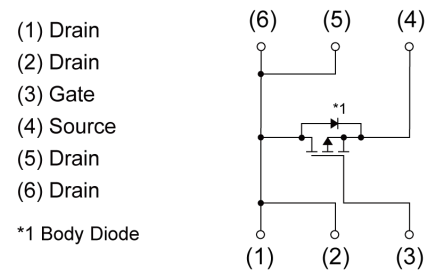 (1) Drain
(2) Drain
(3) Gate
(4) Source
(5) Drain
(6) Drain
*1 Body Diode
(6) (5) (4)
*1
(1) (2) (3)